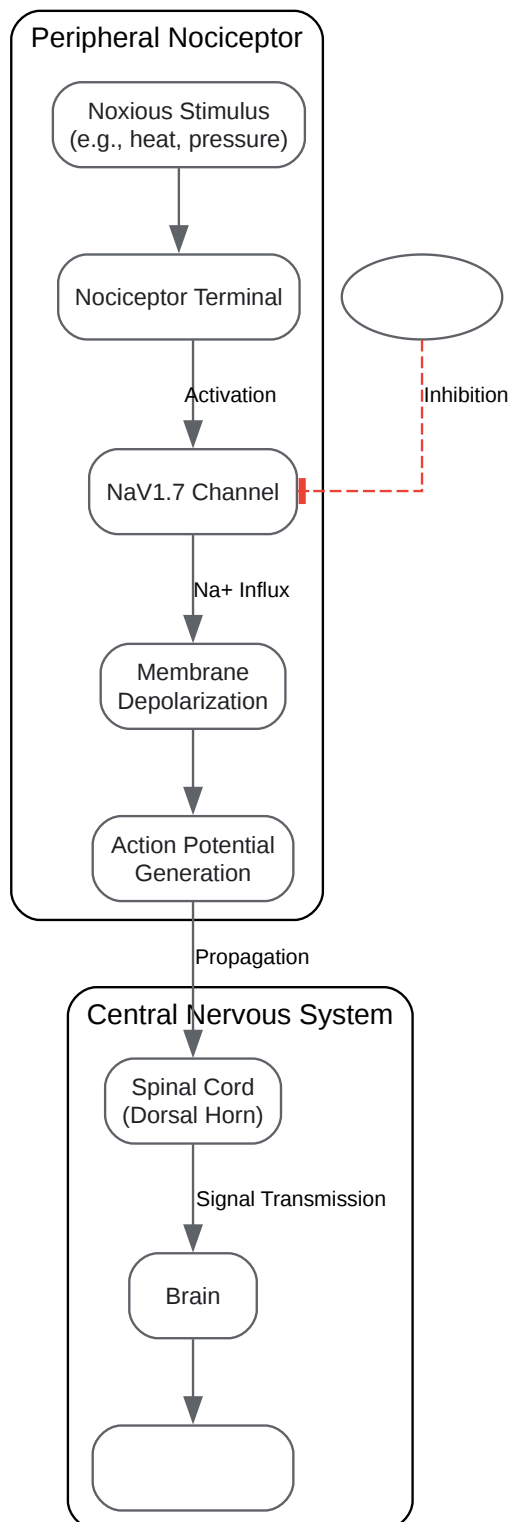 Peripheral Nociceptor
Noxious Stimulus
(e.g., heat, pressure)
Nociceptor Terminal
Activation
Inhibition
NaV1.7 Channel
Na+ Influx
Membrane
Depolarization
Action Potential
Generation
Propagation
Central Nervous System
Spinal Cord
(Dorsal Horn)
Signal Transmission
Brain